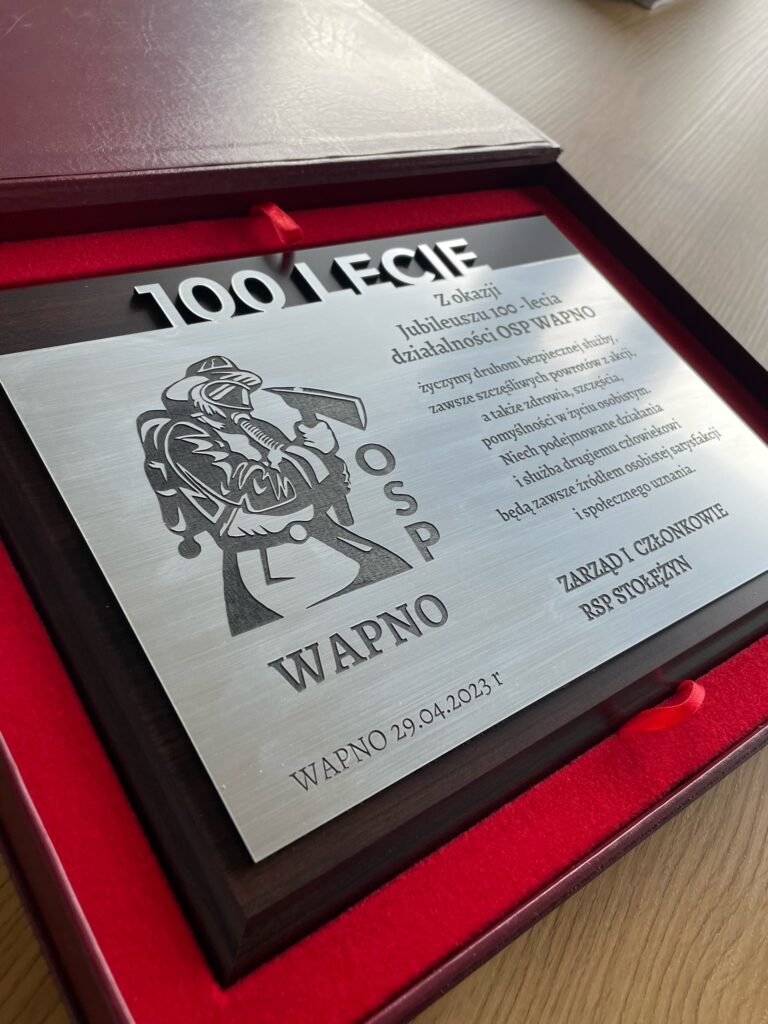 100 LECIE
Z okazji
Jubileuszu 100 - lecia
działalności OSP WAPNO
życzymy druhom bezpiecznej służby,
zawsze szczęśliwych powrotów z akcji,
a także zdrowia, szczęścia,
pomyślności w życiu osobistym.
Niech podejmowane działania
i służba drugiemu człowiekowi
będą zawsze źródłem osobistej satysfakcji
i społecznego uznania.
ZARZĄD I CZŁONKOWIE
RSP STOŁĘŻYN
OSP
WAPNO
WAPNO 29.04.2023 r